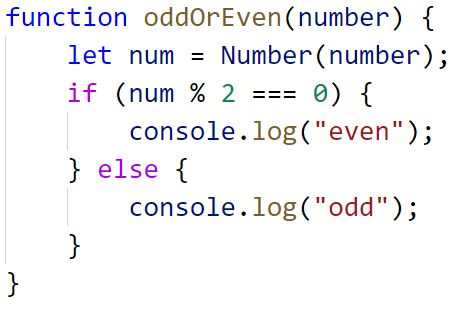 function oddOrEven(number) {
    let num = Number(number);
    if (num % 2 === 0) {
        console.log("even");
    } else {
        console.log("odd");
    }
}